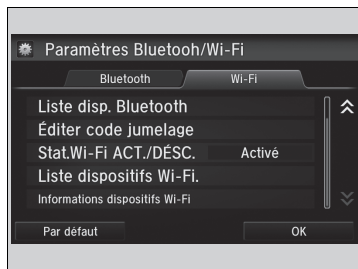 Paramètres Bluetooh/Wi-Fi
Bluetooth Wi-Fi
Liste disp. Bluetooth
Éditer code jumelage
Stat.Wi-Fi ACT./DÉSC. Activé
Liste dispositifs Wi-Fi.
Informations dispositifs Wi-Fi
Par défaut OK